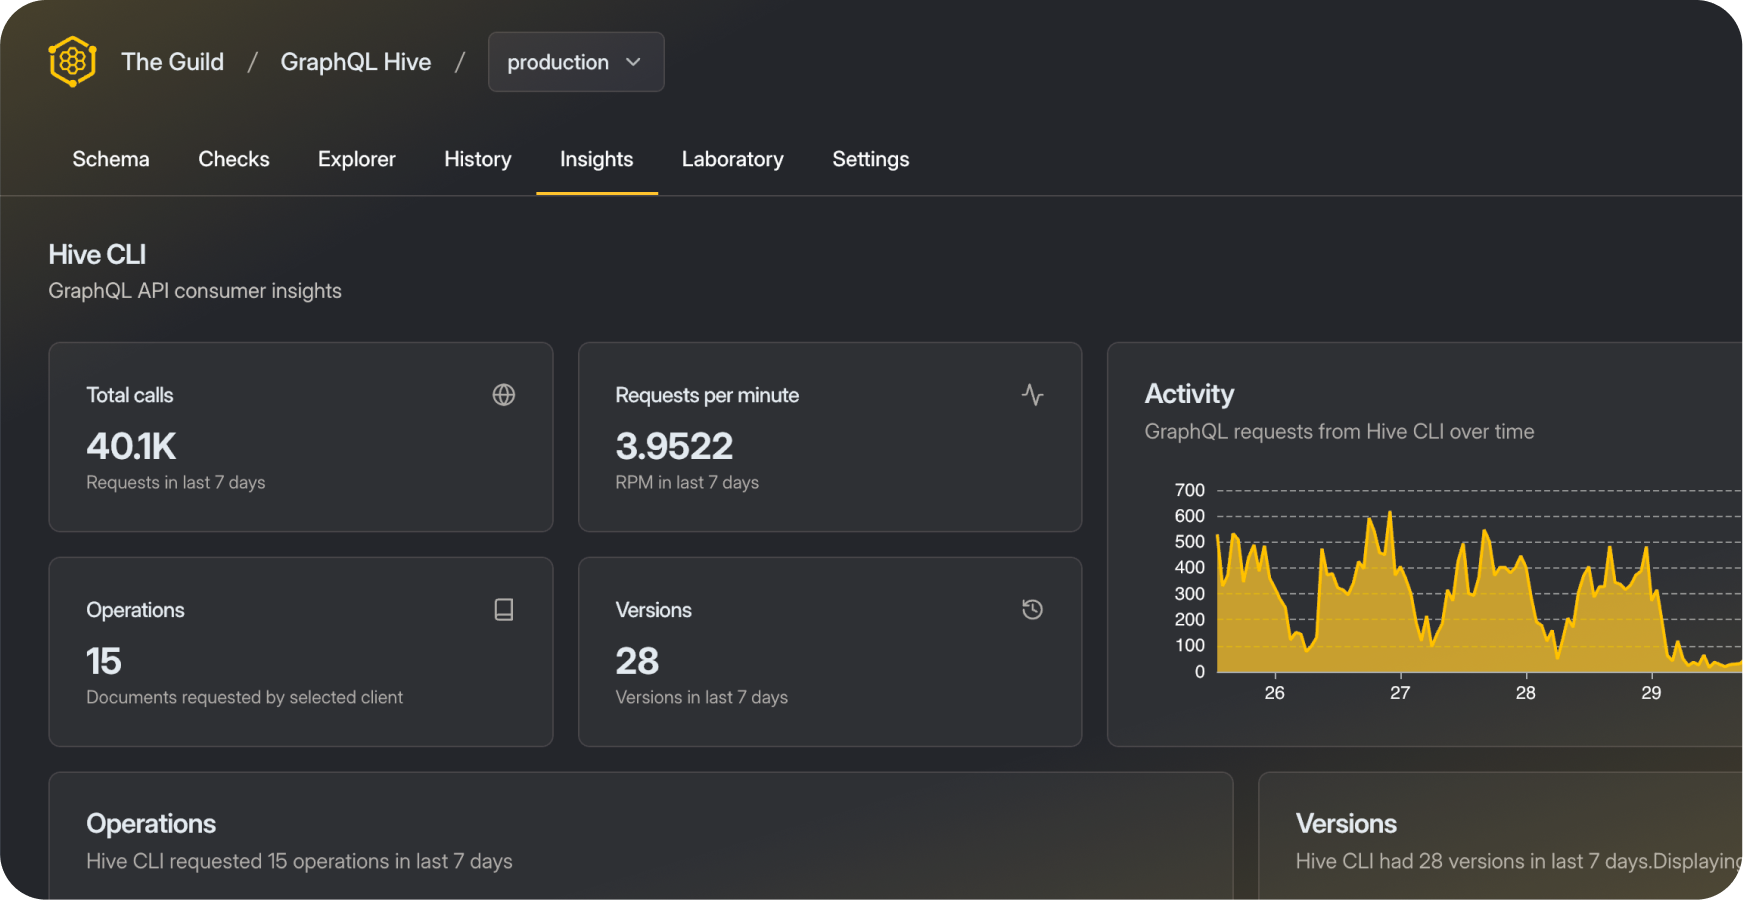 The Guild / GraphQL Hive / production
Schema Checks Explorer History Insights Laboratory Settings
Hive CLI
GraphQL API consumer insights
Total calls
40.1K
Requests in last 7 days
Requests per minute
3.9522
RPM in last 7 days
Activity
GraphQL requests from Hive CLI over time
700
600
500
400
300
200
100
0
26 27 28 29
Operations
15
Documents requested by selected client
Versions
28
Versions in last 7 days
Operations
Hive CLI requested 15 operations in last 7 days
Versions
Hive CLI had 28 versions in last 7 days.Displaying